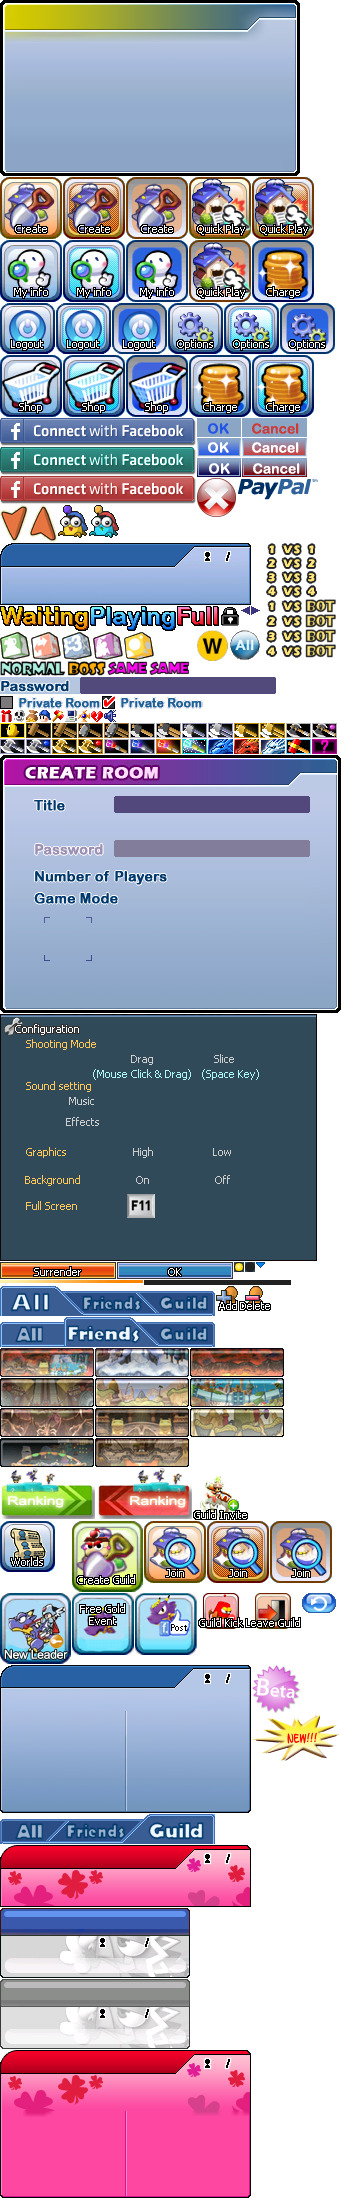 Create Create Create Quick Play Quick Play
My info My info My info Quick Play Charge
Logout Logout Logout Options Options Options
Shop Shop Shop Charge Charge
f Connect with Facebook OK Cancel
f Connect with Facebook OK Cancel
OK Cancel
f Connect with Facebook PayPal
/
1 VS 1
2 VS 2
3 VS 3
4 VS 4
1 VS BOT
2 VS BOT
3 VS BOT
4 VS BOT
Waiting Playing Full
W All
NORMAL BOSS SAME SAME
Password
Private Room Private Room
?
CREATE ROOM
Title
Password
Number of Players
Game Mode
Configuration
Shooting Mode
Drag Slice
(Mouse Click & Drag) (Space Key)
Sound setting
Music
Effects
Graphics High Low
Background On Off
Full Screen F11
Surrender OK
All Friends Guild Add Delete
All Friends Guild
Ranking Ranking Guild Invite
Worlds Create Guild Join Join Join
New Leader Free Gold Event f Post Guild Kick Leave Guild
/
Beta
NEW!!!
All Friends Guild
/
/
/
/